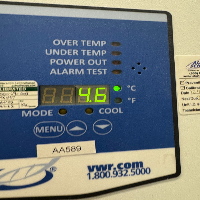 OVER TEMP
UNDER TEMP
POWER OUT
ALARM TEST
4.6
°C
°F
MODE
COOL
MENU
AA589
vwr.com
1.800.932.5000